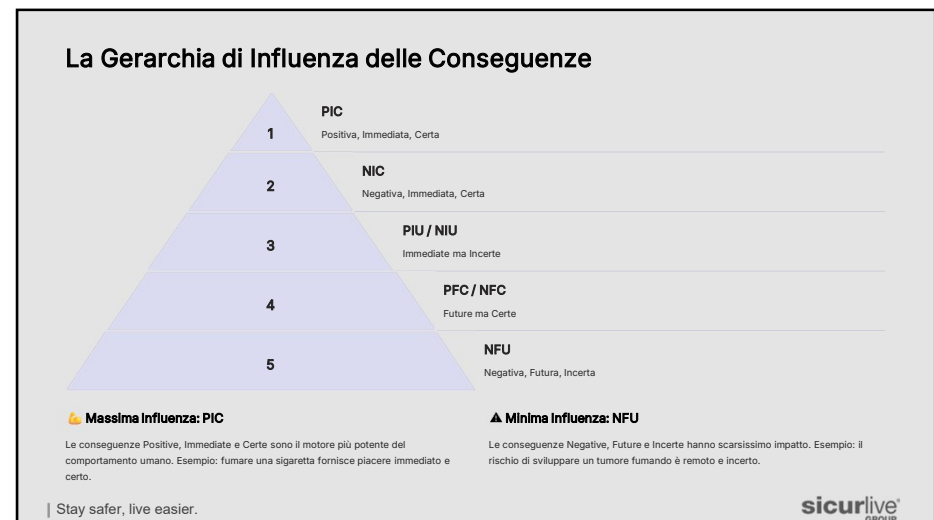 La Gerarchia di Influenza delle Conseguenze
1
PIC
Positiva, Immediata, Certa
2
NIC
Negativa, Immediata, Certa
3
PIU / NIU
Immediate ma Incerte
4
PFC / NFC
Future ma Certe
5
NFU
Negativa, Futura, Incerta
💪 Massima Influenza: PIC
Le conseguenze Positive, Immediate e Certe sono il motore più potente del
comportamento umano. Esempio: fumare una sigaretta fornisce piacere immediato e
certo.
⚠ Minima Influenza: NFU
Le conseguenze Negative, Future e Incerte hanno scarsissimo impatto. Esempio: il
rischio di sviluppare un tumore fumando è remoto e incerto.
| Stay safer, live easier.
sicurlive
GROUP